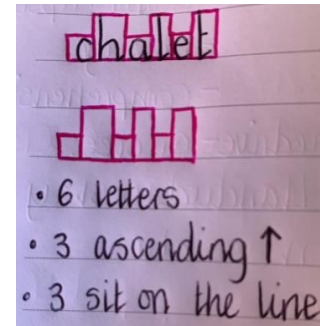 chalet
• 6 letters
• 3 ascending ↑
• 3 sit on the line